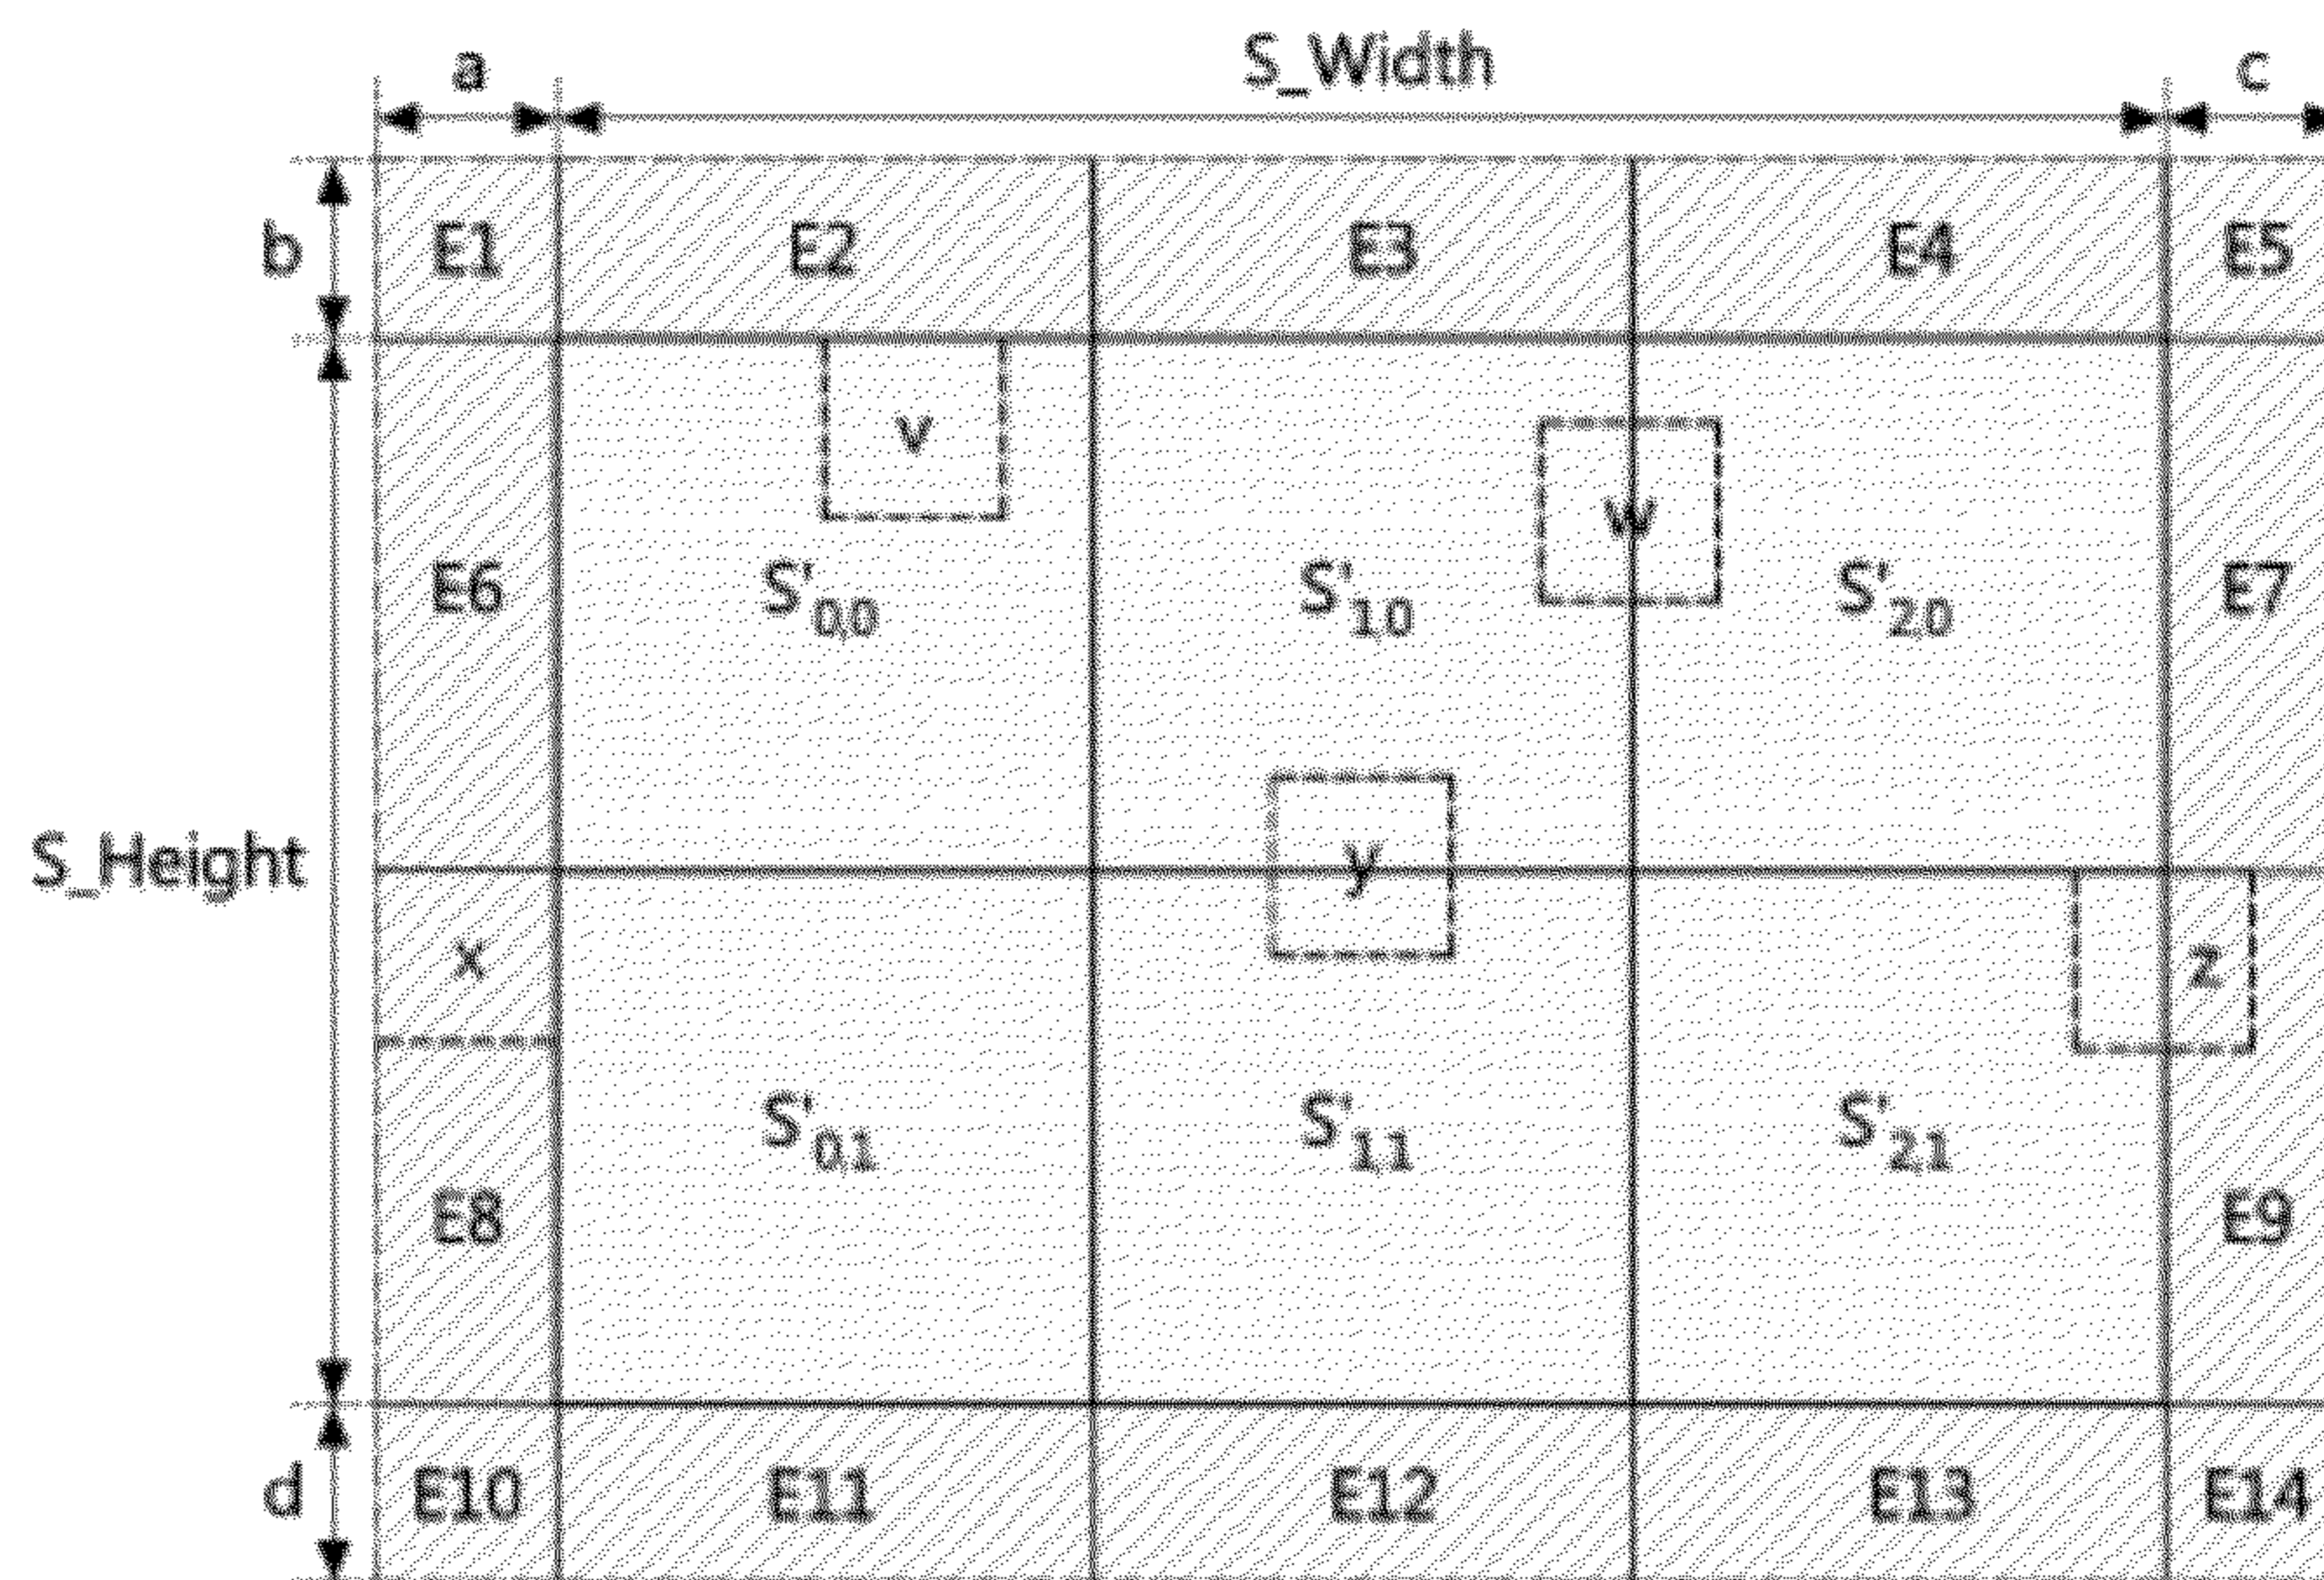 a S_Width c
b E1 E2 E3 E4 E5
v
w
E6 S'0,0 S'1,0 S'2,0 E7
S_Height y
x z
S'0,1 S'1,1 S'2,1
E8 E9
d E10 E11 E12 E13 E14